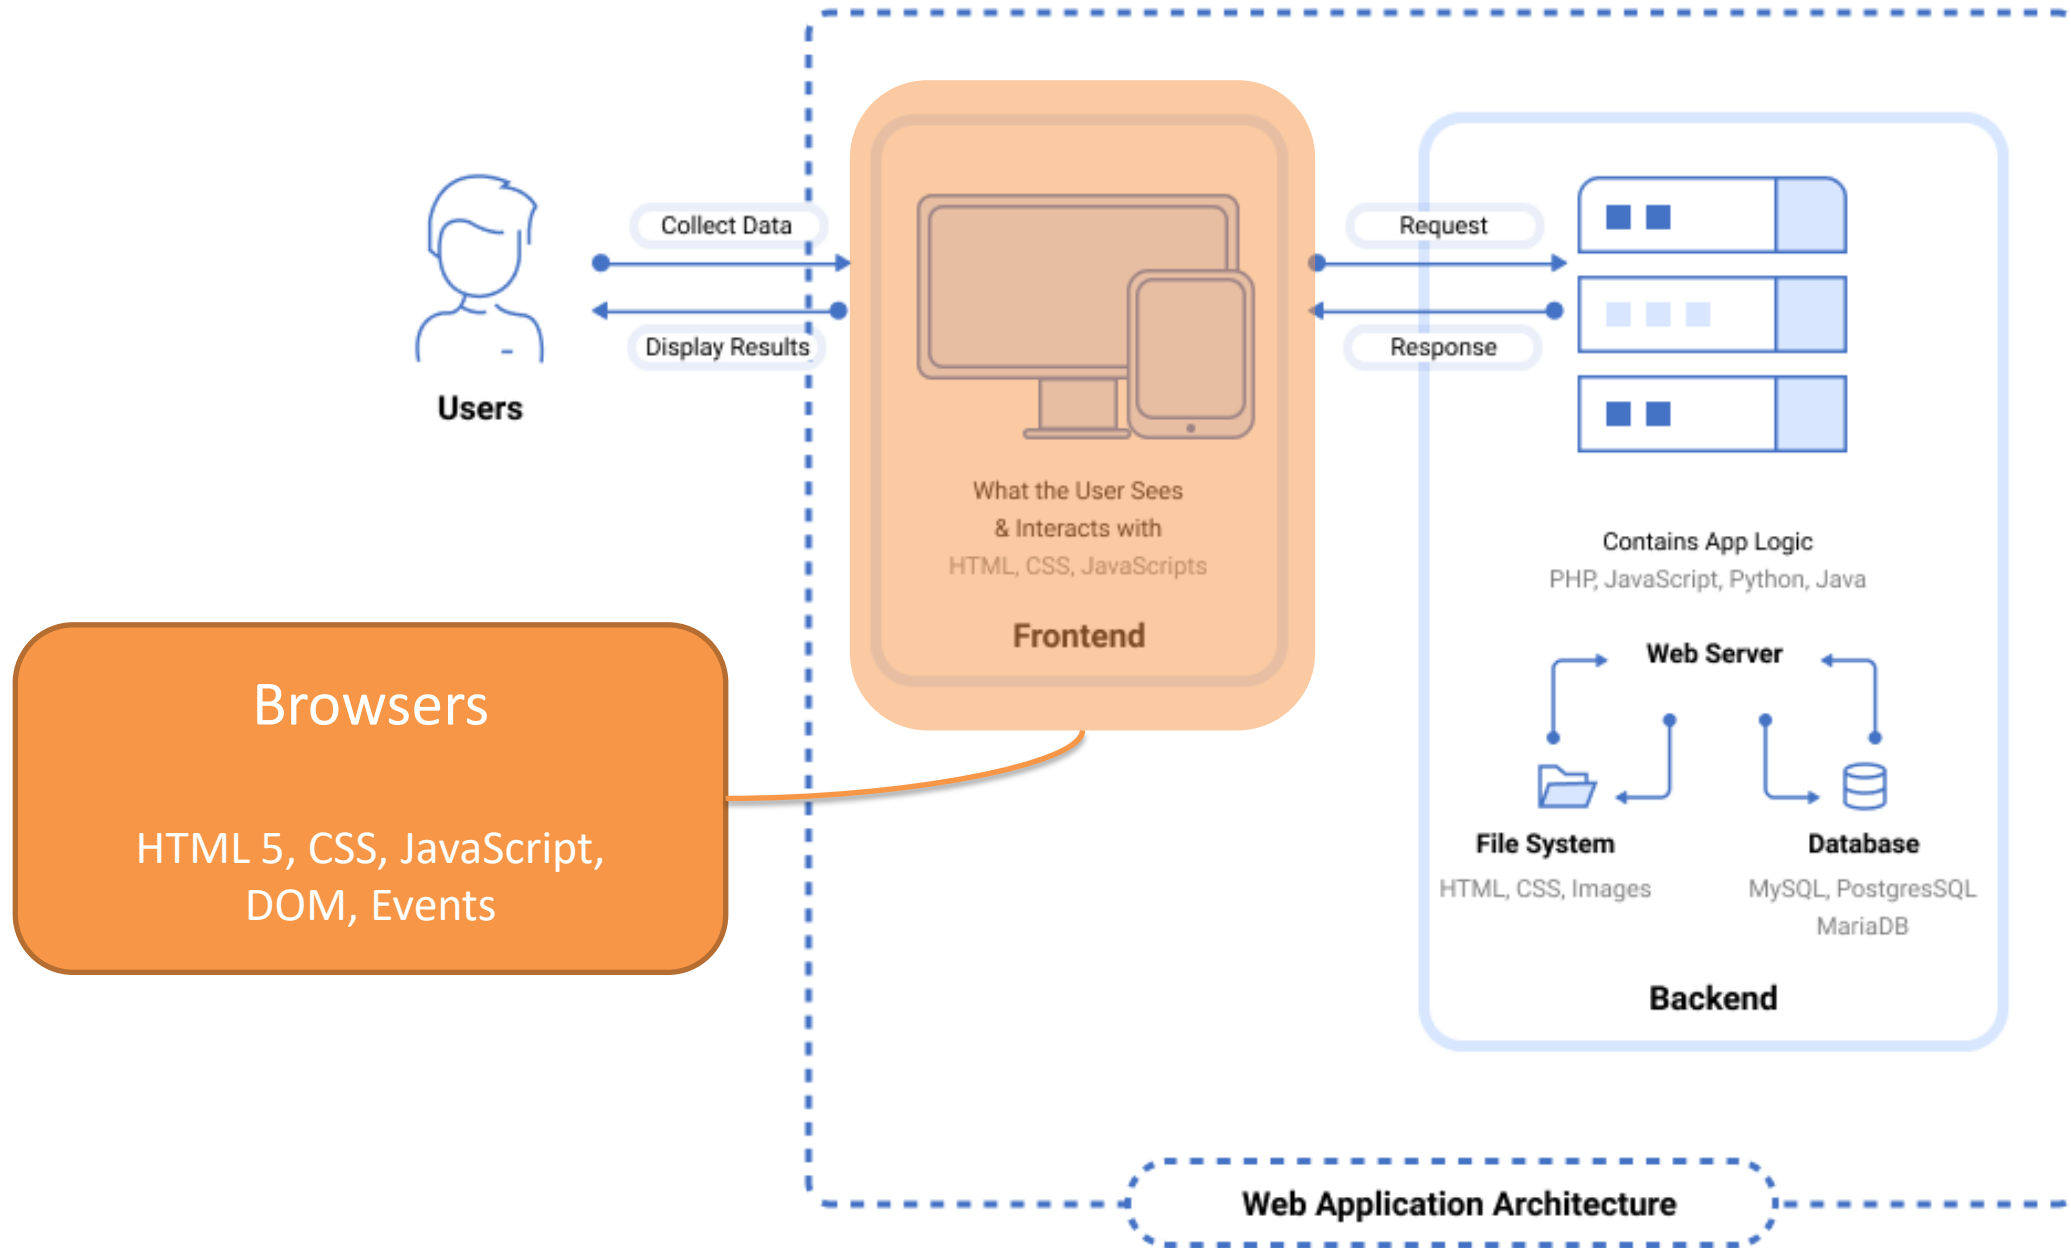 Collect Data
Display Results
Users
What the User Sees
& Interacts with
HTML, CSS, JavaScripts
Frontend
Request
Response
Contains App Logic
PHP, JavaScript, Python, Java
Web Server
File System
HTML, CSS, Images
Database
MySQL, PostgresSQL
MariaDB
Backend
Browsers
HTML 5, CSS, JavaScript,
DOM, Events
Web Application Architecture